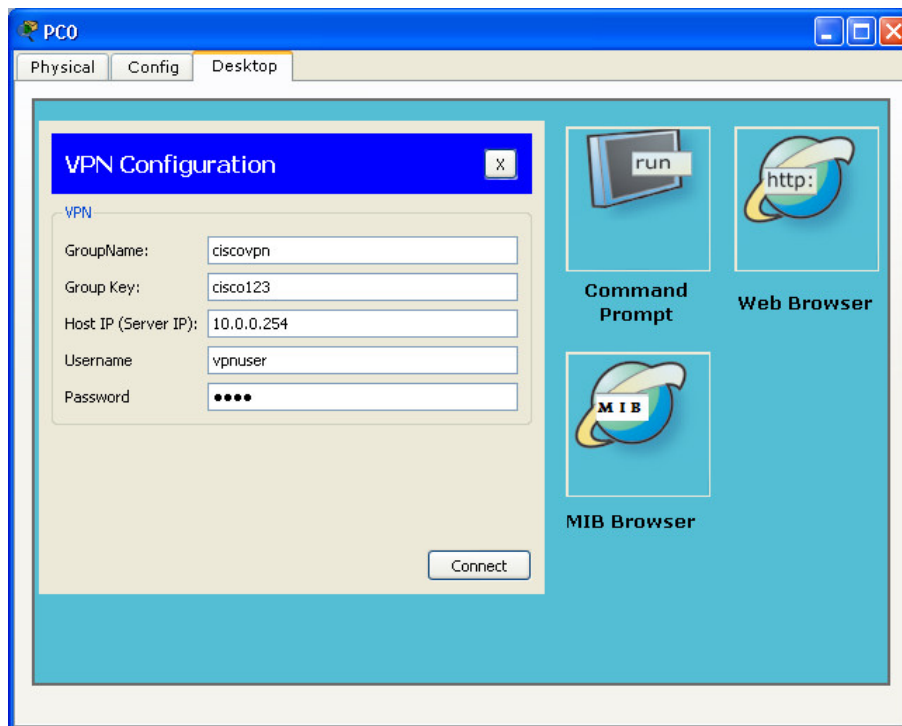 PC0
Physical Config Desktop
VPN Configuration
X
VPN
GroupName: ciscovpn
Group Key: cisco123
Host IP (Server IP): 10.0.0.254
Username vpnuser
Password ●●●●
Connect
run
Command
Prompt
http:
Web Browser
MIB
MIB Browser